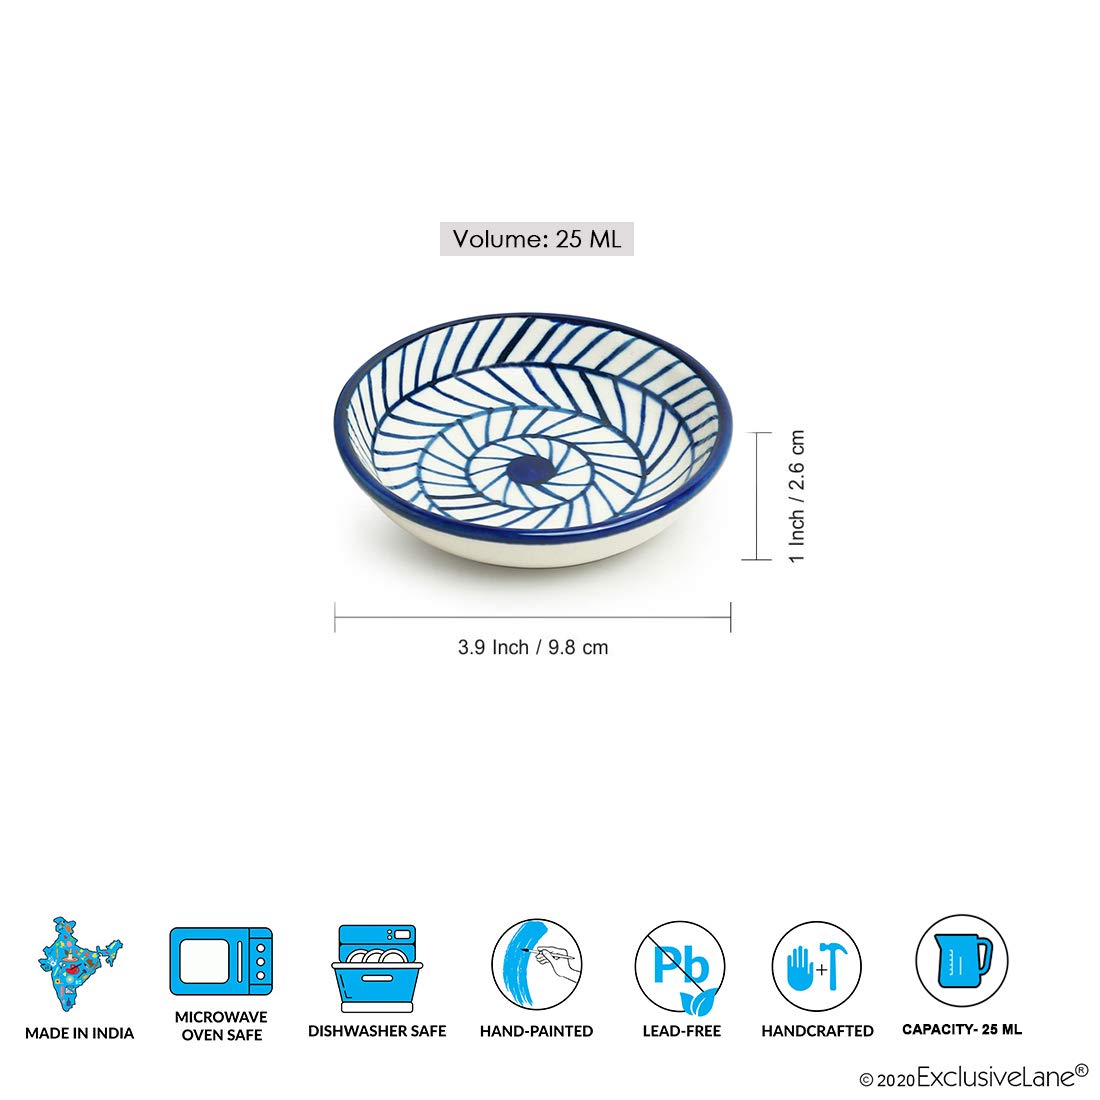 Volume: 25 ML
1 Inch / 2.6 cm
3.9 Inch / 9.8 cm
Pb
+
MADE IN INDIA
MICROWAVE
OVEN SAFE
DISHWASHER SAFE
HAND-PAINTED
LEAD-FREE
HANDCRAFTED
CAPACITY- 25 ML
© 2020 ExclusiveLane®